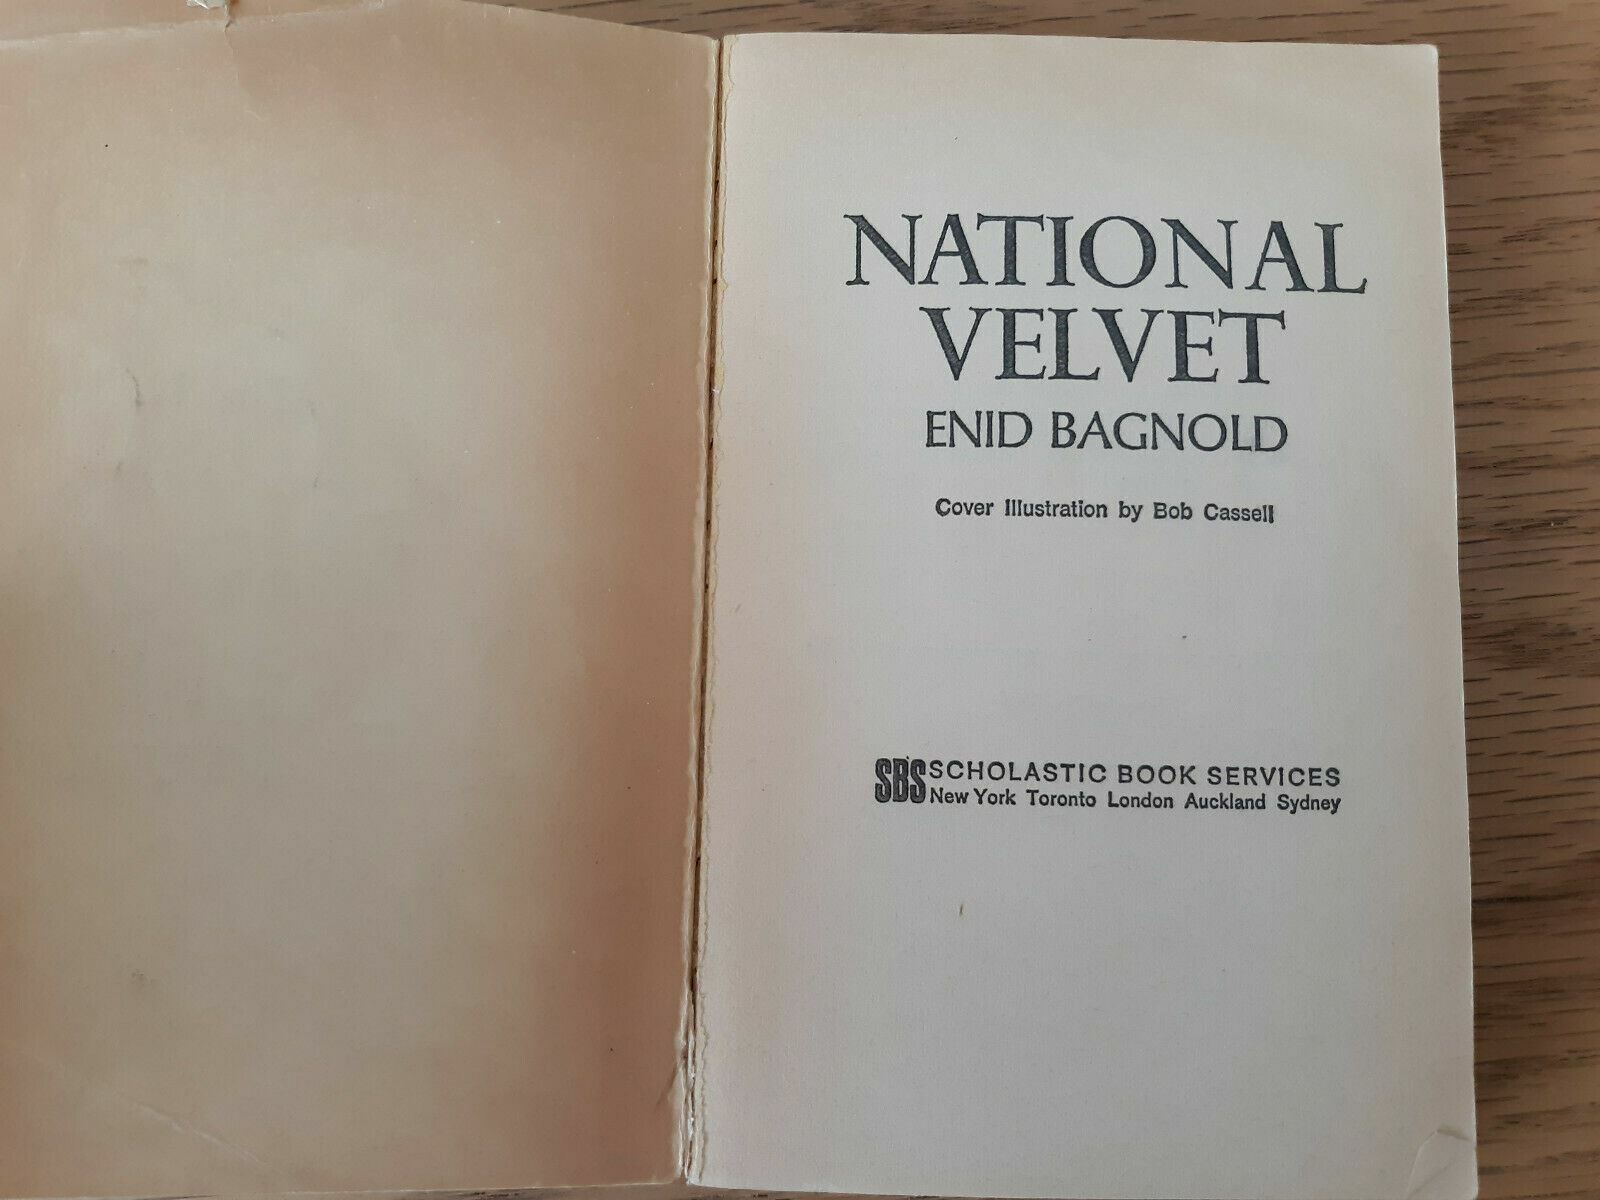 NATIONAL
VELVET
ENID BAGNOLD
Cover Illustration by Bob Cassell
SBS SCHOLASTIC BOOK SERVICES
New York Toronto London Auckland Sydney